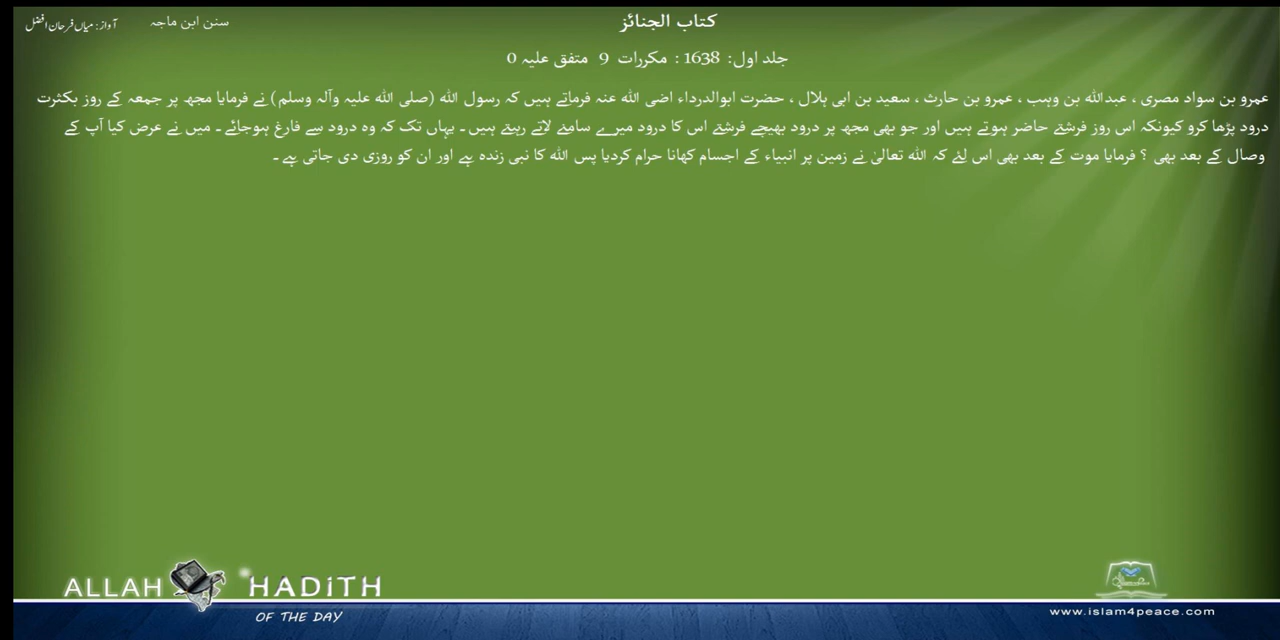 کتاب الجنائز
سنن ابن ماجہ
آواز: میاں فرحان افضل
جلد اول: 1638 : مکررات 9 متفق علیہ 0
عمرو بن سواد مصری ، عبداللہ بن وہب ، عمرو بن حارث ، سعید بن ابی ہلال ، حضرت ابوالدرداء اضی اللہ عنہ فرماتے ہیں کہ رسول اللہ (صلی اللہ علیہ وآلہ وسلم) نے فرمایا مجھ پر جمعہ کے روز بکثرت
درود پڑھا کرو کیونکہ اس روز فرشتے حاضر ہوتے ہیں اور جو بھی مجھ پر درود بھیجے فرشتے اس کا درود میرے سامنے لاتے رہتے ہیں۔ یہاں تک کہ وہ درود سے فارغ ہوجائے۔ میں نے عرض کیا آپ کے
وصال کے بعد بھی ؟ فرمایا موت کے بعد بھی اس لئے کہ اللہ تعالیٰ نے زمین پر انبیاء کے اجسام کھانا حرام کردیا پس اللہ کا نبی زندہ ہے اور ان کو روزی دی جاتی ہے۔
ALLAH HADITH
OF THE DAY
www.islam4peace.com